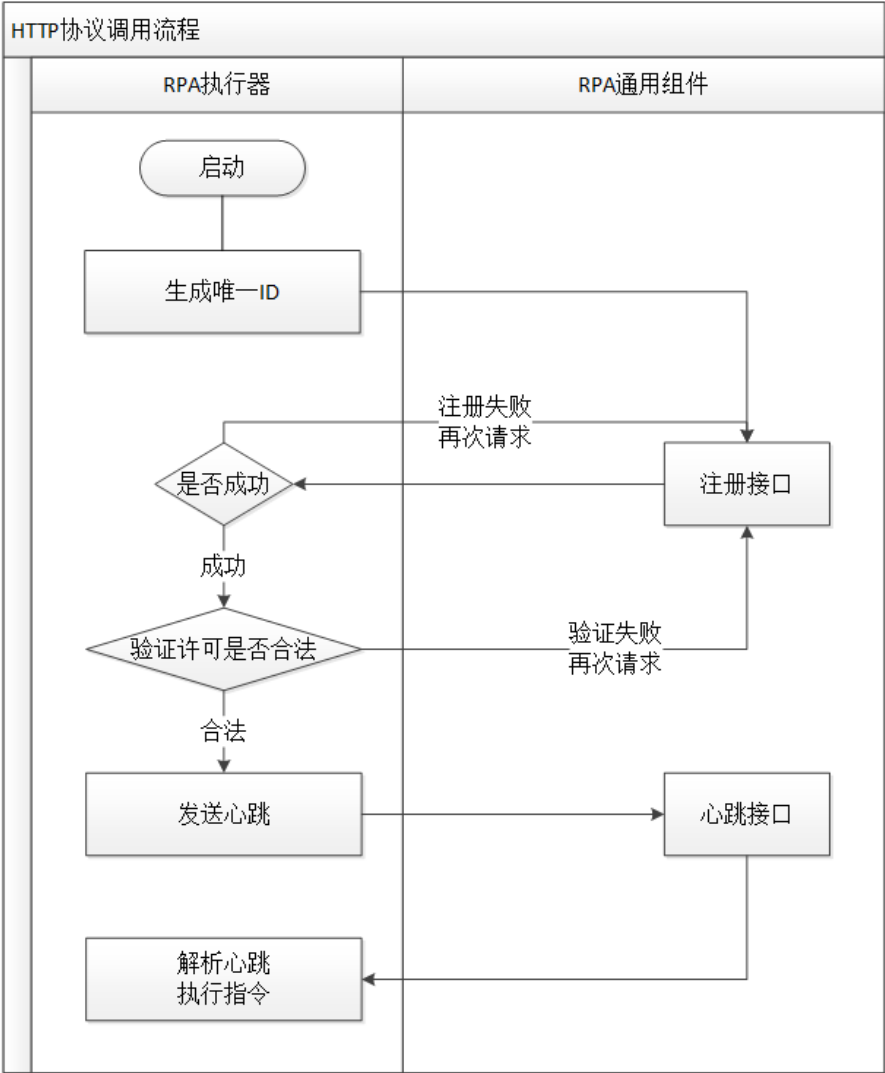 HTTP协议调用流程
RPA执行器
RPA通用组件
启动
生成唯一ID
注册失败
再次请求
是否成功
注册接口
成功
验证许可是否合法
验证失败
再次请求
合法
发送心跳
心跳接口
解析心跳
执行指令